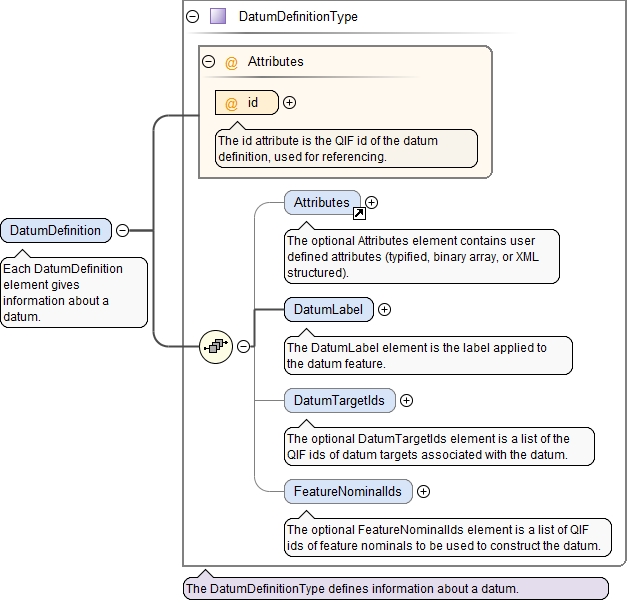 DatumDefinitionType
@ Attributes
@ id
The id attribute is the QIF id of the datum
definition, used for referencing.
DatumDefinition
Each DatumDefinition
element gives
information about a
datum.
Attributes
The optional Attributes element contains user
defined attributes (typified, binary array, or XML
structured).
DatumLabel
The DatumLabel element is the label applied to
the datum feature.
DatumTargetIds
The optional DatumTargetIds element is a list of the
QIF ids of datum targets associated with the datum.
FeatureNominalIds
The optional FeatureNominalIds element is a list of QIF
ids of feature nominals to be used to construct the datum.
The DatumDefinitionType defines information about a datum.